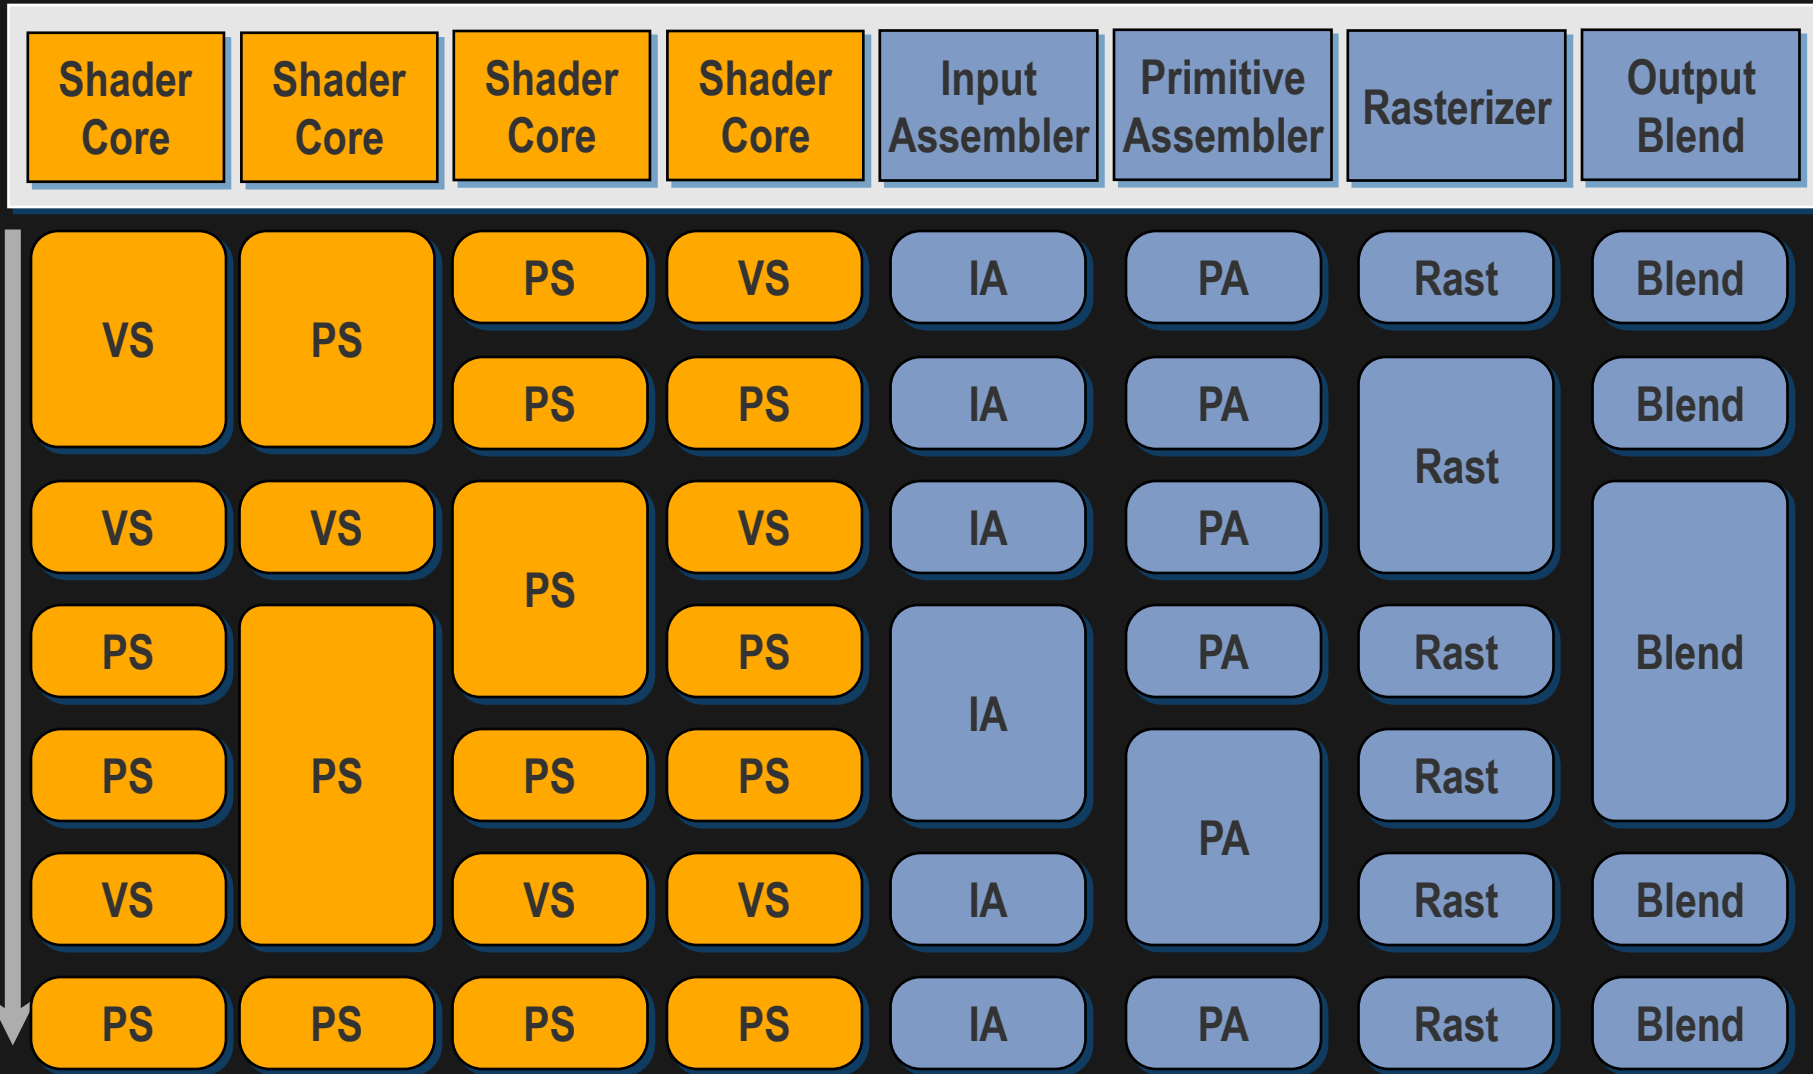 Shader
Core
Shader
Core
Shader
Core
Shader
Core
Input
Assembler
Primitive
Assembler
Rasterizer
Output
Blend
VS
PS
PS
VS
IA
PA
Rast
Blend
PS
PS
IA
PA
Rast
Blend
VS
VS
PS
VS
IA
PA
Blend
PS
PS
PS
IA
PA
Rast
PS
PS
PS
PA
Rast
VS
VS
VS
IA
Rast
Blend
PS
PS
PS
PS
IA
PA
Rast
Blend